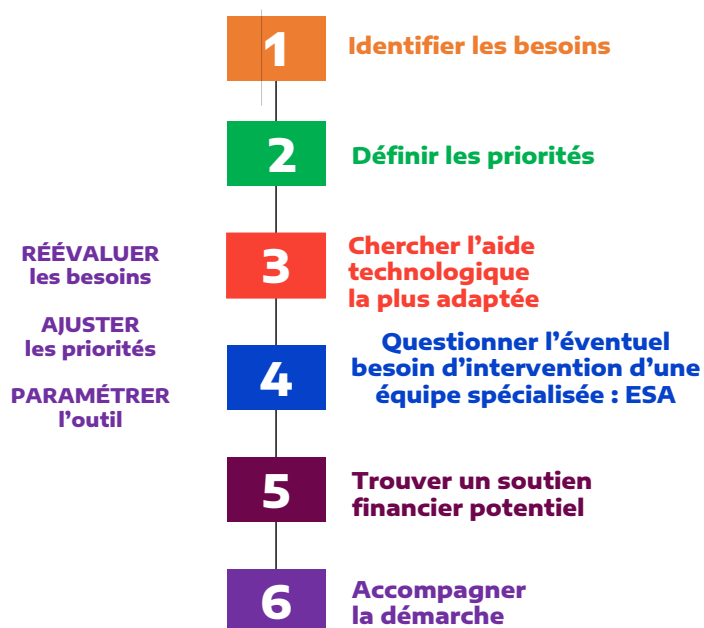 1
Identifier les besoins
2
Définir les priorités
3
Chercher l’aide
technologique
la plus adaptée
4
Questionner l’éventuel
besoin d’intervention d’une
équipe spécialisée : ESA
5
Trouver un soutien
financier potentiel
6
Accompagner
la démarche
RÉÉVALUER
les besoins
AJUSTER
les priorités
PARAMÉTRER
l’outil